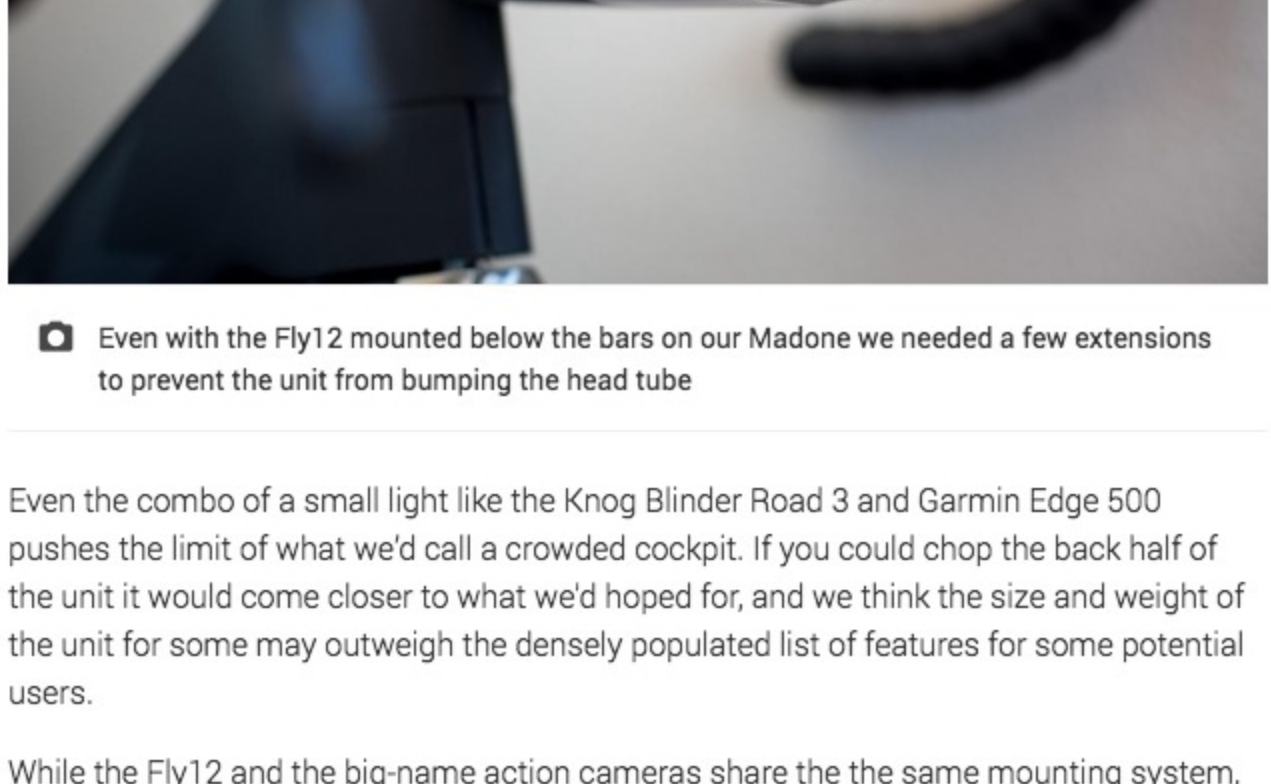 Even with the Fly12 mounted below the bars on our Madone we needed a few extensions
to prevent the unit from bumping the head tube
Even the combo of a small light like the Knog Blinder Road 3 and Garmin Edge 500
pushes the limit of what we'd call a crowded cockpit. If you could chop the back half of
the unit it would come closer to what we'd hoped for, and we think the size and weight of
the unit for some may outweigh the densely populated list of features for some potential
users.
While the Fly12 and the big-name action cameras share the the same mounting system,